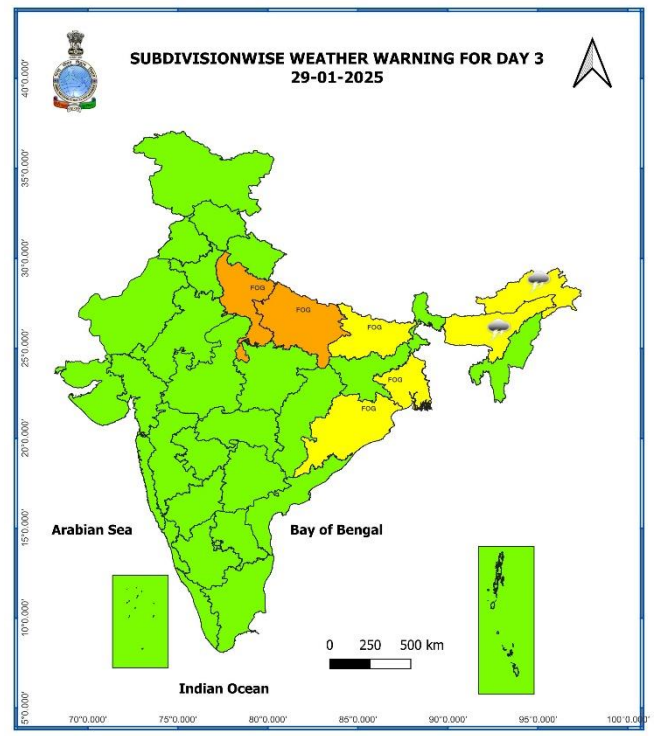 SUBDIVISIONWISE WEATHER WARNING FOR DAY 3
29-01-2025
40°0.000'
35°0.000'
30°0.000'
25°0.000'
20°0.000'
15°0.000'
10°0.000'
5°0.000'
FOG
FOG
FOG
FOG
FOG
Arabian Sea
Bay of Bengal
0 250 500 km
Indian Ocean
70°0.000' 75°0.000' 80°0.000' 85°0.000' 90°0.000' 95°0.000' 100°0.000'